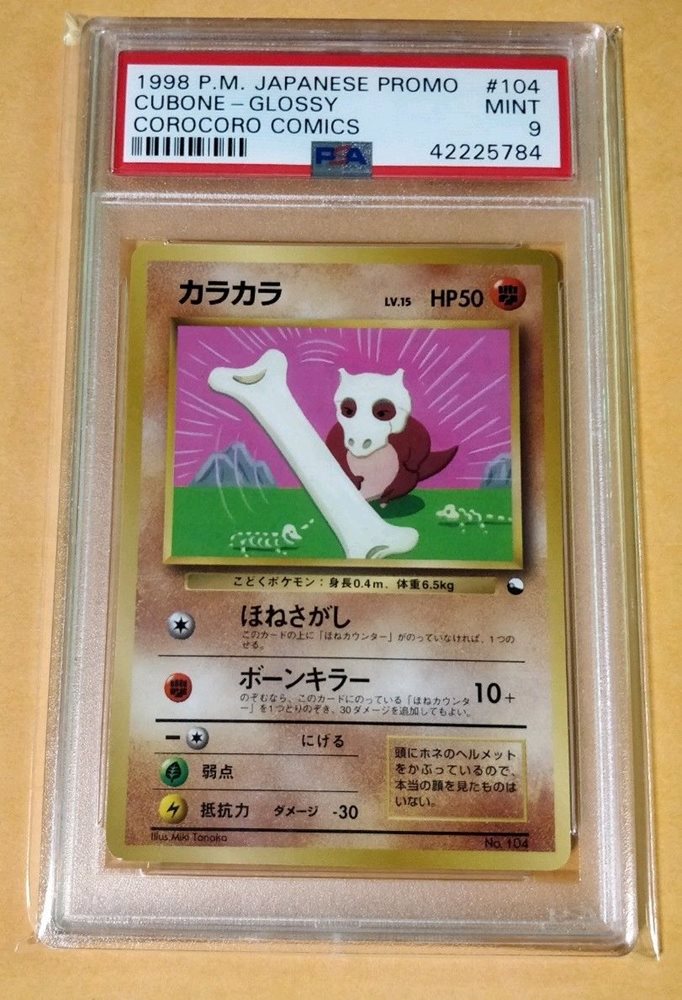 1998 P.M. JAPANESE PROMO #104
CUBONE - GLOSSY MINT
COROCORO COMICS 9
PSA 42225784
カラカラ LV.15 HP50
こどくポケモン：身長0.4m、体重6.5kg
ほねさがし
このカードの上に「ほねカウンター」がのっていなければ、1つの
せる。
ボーンキラー 10+
のぞむなら、このカードにのっている「ほねカウンタ
ー」を1つとりのぞき、30ダメージを追加してもよい。
にげる
弱点
抵抗力 ダメージ -30
頭にホネのヘルメット
をかぶっているので、
本当の顔を見たものは
いない。
Illus.Miki Tanaka No. 104